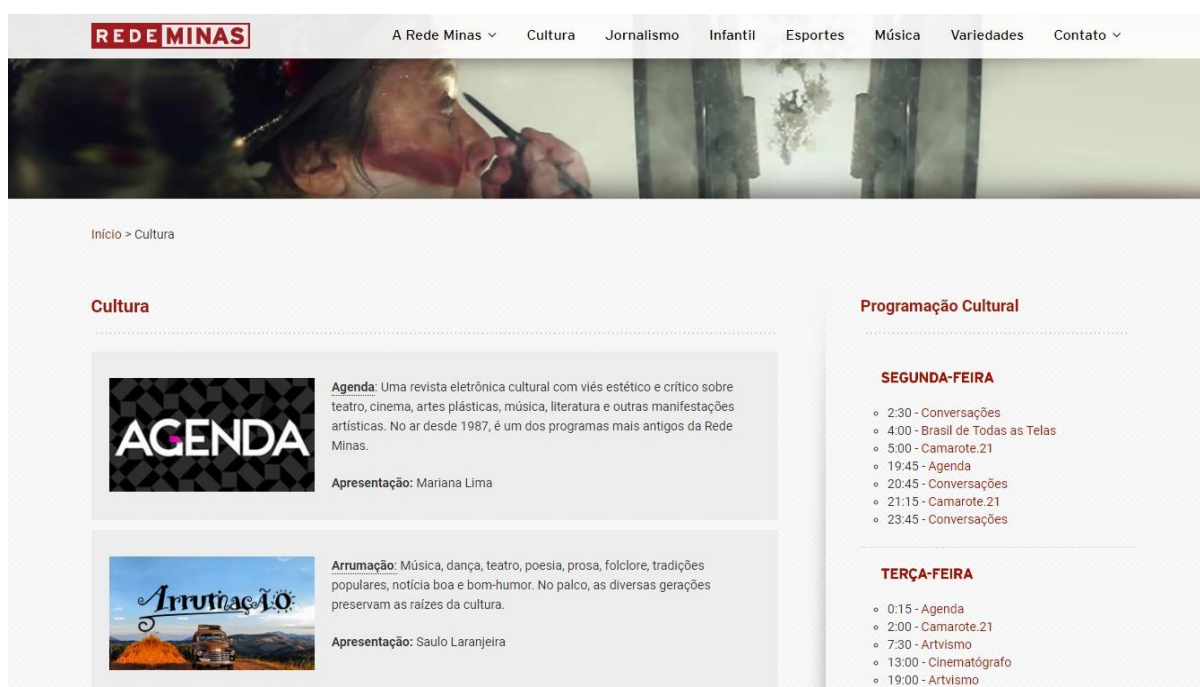 REDE MINAS
A Rede Minas Cultura Jornalismo Infantil Esportes Música Variedades Contato
Início > Cultura
Cultura
AGENDA
Agenda: Uma revista eletrônica cultural com viés estético e crítico sobre
teatro, cinema, artes plásticas, música, literatura e outras manifestações
artísticas. No ar desde 1987, é um dos programas mais antigos da Rede
Minas.
Apresentação: Mariana Lima
Arrumação
Arrumação: Música, dança, teatro, poesia, prosa, folclore, tradições
populares, notícia boa e bom-humor. No palco, as diversas gerações
preservam as raízes da cultura.
Apresentação: Saulo Laranjeira
Programação Cultural
SEGUNDA-FEIRA
2:30 - Conversações
4:00 - Brasil de Todas as Telas
5:00 - Camarote.21
19:45 - Agenda
20:45 - Conversações
21:15 - Camarote.21
23:45 - Conversações
TERÇA-FEIRA
0:15 - Agenda
2:00 - Camarote.21
7:30 - Artvismo
13:00 - Cinematógrafo
19:00 - Artvismo